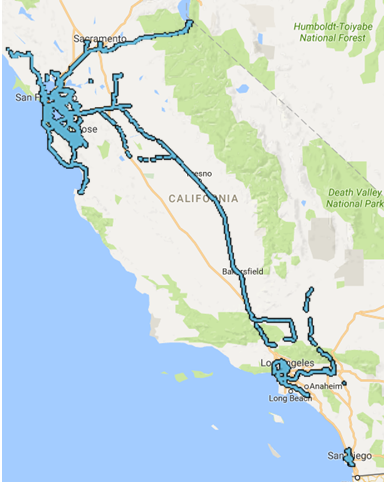 Humboldt-Toiyabe
National Forest
Sacramento
San F
ose
esno
CALIFORNIA
Death Valley
National Park
Bakersfield
Los Angeles
Anaheim
Long Beach
San Diego